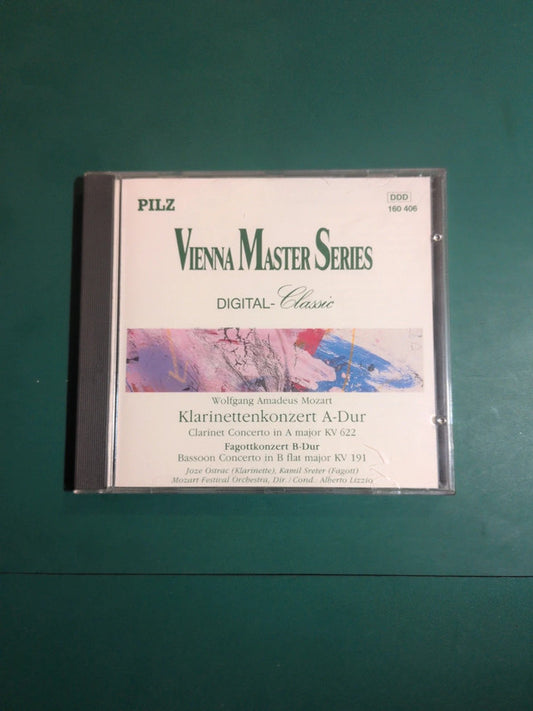 PILZ
DDD
160 406
VIENNA MASTER SERIES
DIGITAL-Classic
Wolfgang Amadeus Mozart
Klarinettenkonzert A-Dur
Clarinet Concerto in A major KV 622
Fagottkonzert B-Dur
Bassoon Concerto in B flat major KV 191
Joze Ostrac (Klarinette), Kamil Sreter (Fagott)
Mozart Festival Orchestra, Dir. / Cond.: Alberto Lizzio